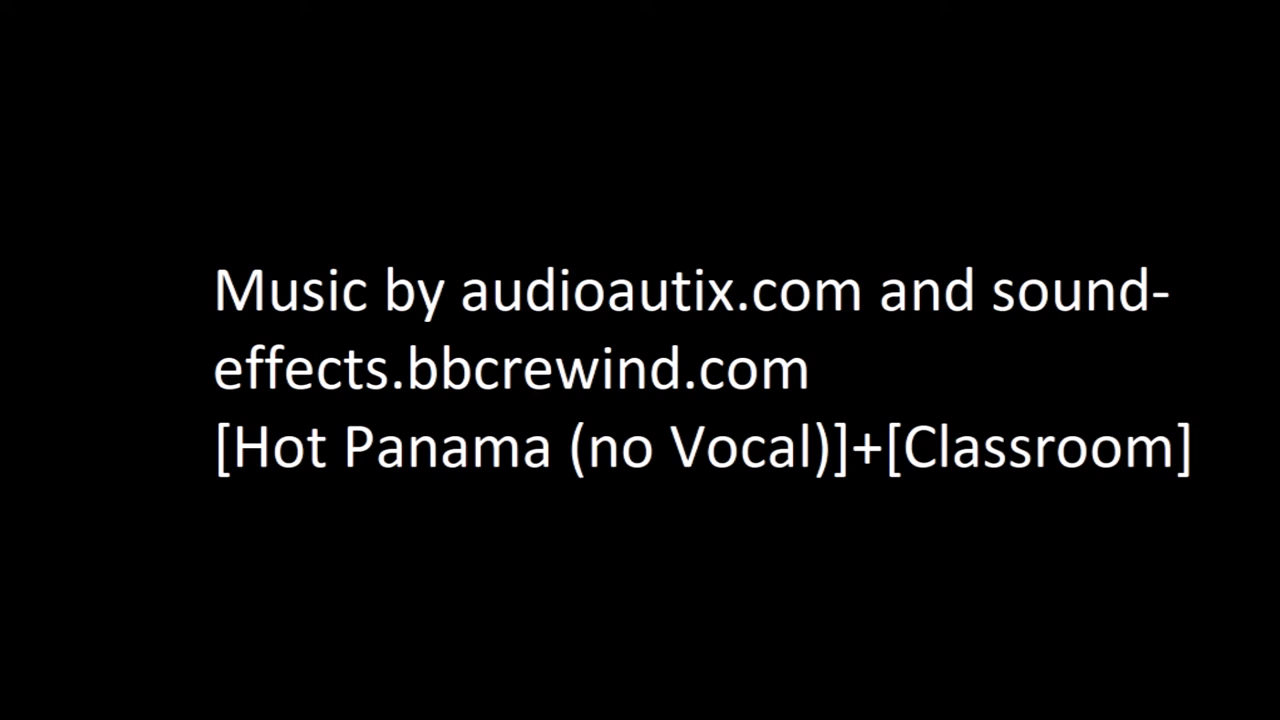 Music by audioautix.com and sound-
effects.bbcrewind.com
[Hot Panama (no Vocal)]+[Classroom]